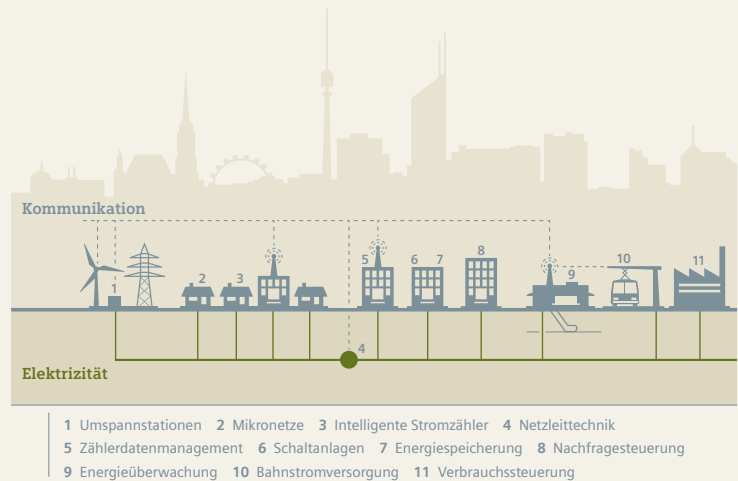 Kommunikation
1 2 3 5 6 7 8 9 10 11
4
Elektrizität
1 Umspannstationen 2 Mikronetze 3 Intelligente Stromzähler 4 Netzleittechnik
5 Zählerdatenmanagement 6 Schaltanlagen 7 Energiespeicherung 8 Nachfragesteuerung
9 Energieüberwachung 10 Bahnstromversorgung 11 Verbrauchssteuerung